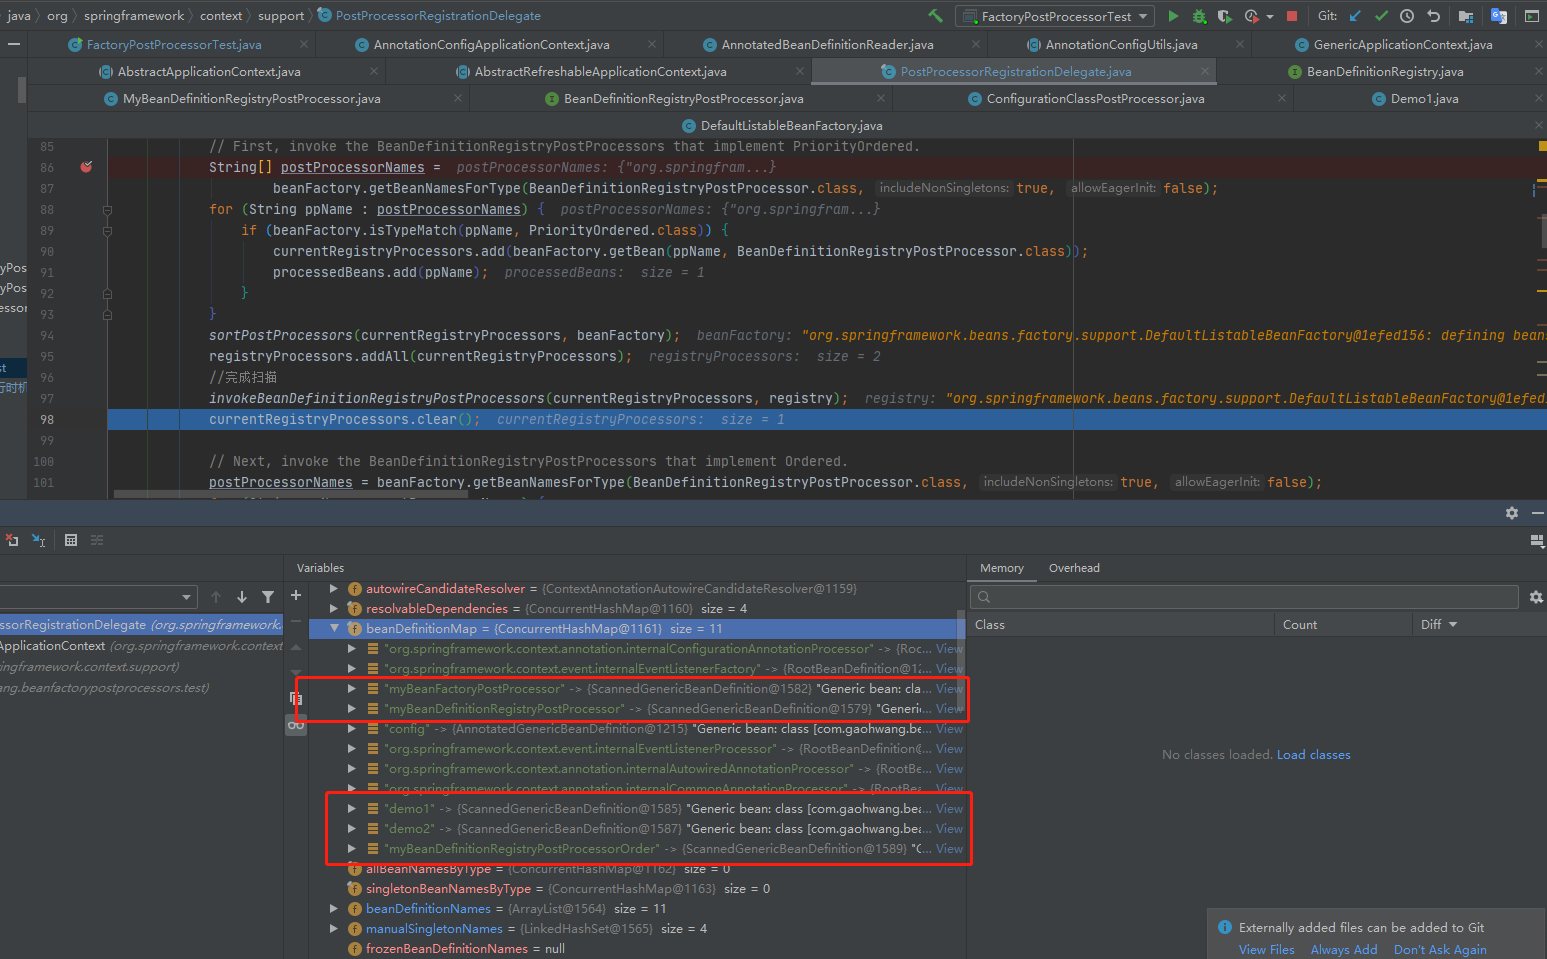 java org springframework context support PostProcessorRegistrationDelegate FactoryPostProcessorTest Git:
FactoryPostProcessorTest.java AnnotationConfigApplicationContext.java AnnotatedBeanDefinitionReader.java AnnotationConfigUtils.java GenericApplicationContext.java
AbstractApplicationContext.java AbstractRefreshableApplicationContext.java PostProcessorRegistrationDelegate.java BeanDefinitionRegistry.java
MyBeanDefinitionRegistryPostProcessor.java BeanDefinitionRegistryPostProcessor.java ConfigurationClassPostProcessor.java Demo1.java
DefaultListableBeanFactory.java
85 // First, invoke the BeanDefinitionRegistryPostProcessors that implement PriorityOrdered.
86 String[] postProcessorNames = postProcessorNames: {"org.springfram...}
87 beanFactory.getBeanNamesForType(BeanDefinitionRegistryPostProcessor.class, includeNonSingletons: true, allowEagerInit: false);
88 for (String ppName : postProcessorNames) { postProcessorNames: {"org.springfram...}
89 if (beanFactory.isTypeMatch(ppName, PriorityOrdered.class)) {
90 currentRegistryProcessors.add(beanFactory.getBean(ppName, BeanDefinitionRegistryPostProcessor.class));
91 processedBeans.add(ppName); processedBeans: size = 1
92 }
93 }
94 sortPostProcessors(currentRegistryProcessors, beanFactory); beanFactory: "org.springframework.beans.factory.support.DefaultListableBeanFactory@1efed156: defining beans
95 registryProcessors.addAll(currentRegistryProcessors); registryProcessors: size = 2
96 //完成扫描
97 invokeBeanDefinitionRegistryPostProcessors(currentRegistryProcessors, registry); registry: "org.springframework.beans.factory.support.DefaultListableBeanFactory@1efed1
98 currentRegistryProcessors.clear(); currentRegistryProcessors: size = 1
99
100 // Next, invoke the BeanDefinitionRegistryPostProcessors that implement Ordered.
101 postProcessorNames = beanFactory.getBeanNamesForType(BeanDefinitionRegistryPostProcessor.class, includeNonSingletons: true, allowEagerInit: false);
ryPos
ryPos
essor
st
行时机
Variables
Memory Overhead
ssorRegistrationDelegate (org.springframework.
ApplicationContext (org.springframework.context
ringframework.context.support)
ang.beanfactorypostprocessors.test)
autowireCandidateResolver = {ContextAnnotationAutowireCandidateResolver@1159}
resolvableDependencies = {ConcurrentHashMap@1160} size = 4
beanDefinitionMap = {ConcurrentHashMap@1161} size = 11
"org.springframework.context.annotation.internalConfigurationAnnotationProcessor" -> {Roo... View
"org.springframework.context.event.internalEventListenerFactory" -> {RootBeanDefinition@12... View
"myBeanFactoryPostProcessor" -> {ScannedGenericBeanDefinition@1582} "Generic bean: cla... View
"myBeanDefinitionRegistryPostProcessor" -> {ScannedGenericBeanDefinition@1579} "Generi... View
"config" -> {AnnotatedGenericBeanDefinition@1215} "Generic bean: class [com.gaohwang.be... View
"org.springframework.context.event.internalEventListenerProcessor" -> {RootBeanDefinition@... View
"org.springframework.context.annotation.internalAutowiredAnnotationProcessor" -> {RootBe... View
"org.springframework.context.annotation.internalCommonAnnotationProcessor" -> {RootBea... View
"demo1" -> {ScannedGenericBeanDefinition@1585} "Generic bean: class [com.gaohwang.bea... View
"demo2" -> {ScannedGenericBeanDefinition@1587} "Generic bean: class [com.gaohwang.bea... View
"myBeanDefinitionRegistryPostProcessorOrder" -> {ScannedGenericBeanDefinition@1589} "G... View
allBeanNamesByType = {ConcurrentHashMap@1162} size = 0
singletonBeanNamesByType = {ConcurrentHashMap@1163} size = 0
beanDefinitionNames = {ArrayList@1564} size = 11
manualSingletonNames = {LinkedHashSet@1565} size = 4
frozenBeanDefinitionNames = null
Class Count Diff
No classes loaded. Load classes
Externally added files can be added to Git
View Files Always Add Don't Ask Again